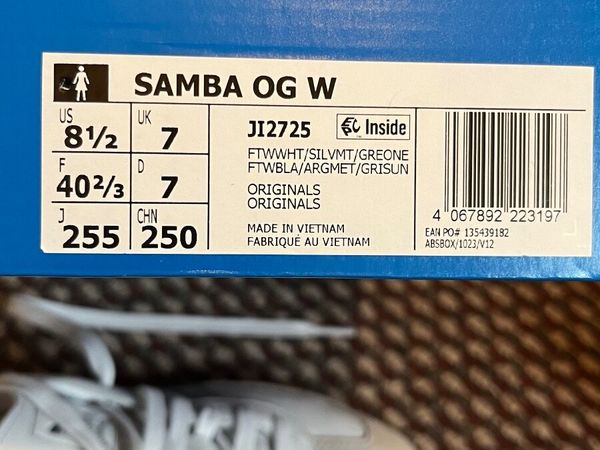 SAMBA OG W
US
8½
UK
7
F
40⅔
D
7
J
255
CHN
250
JI2725
Inside
FTWWHT/SILVMT/GREONE
FTWBLA/ARGMET/GRISUN
ORIGINALS
ORIGINALS
MADE IN VIETNAM
FABRIQUÉ AU VIETNAM
4 067892 223197
EAN PO# 135439182
ABSBOX/1023/V12